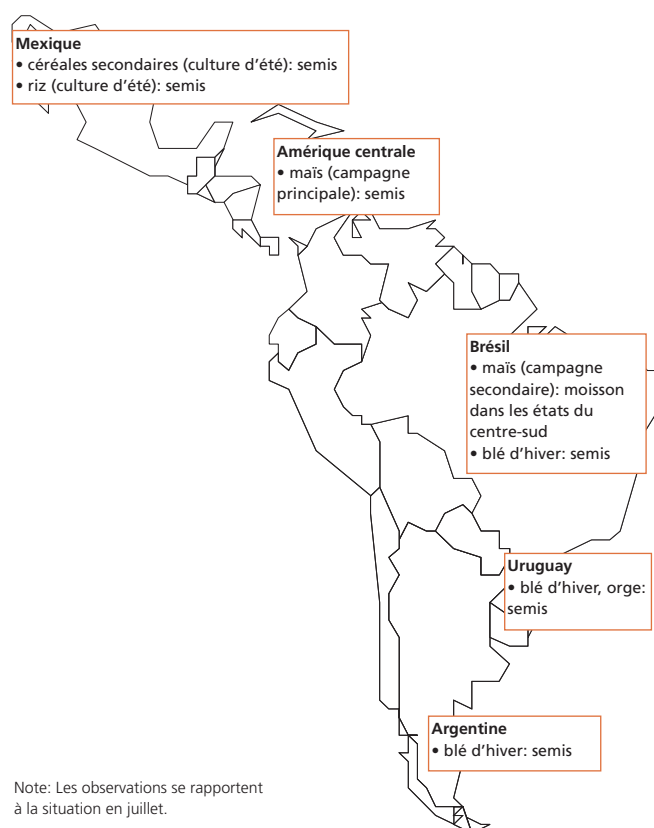 Mexique
• céréales secondaires (culture d'été): semis
• riz (culture d'été): semis
Amérique centrale
• maïs (campagne
principale): semis
Brésil
• maïs (campagne
secondaire): moisson
dans les états du
centre-sud
• blé d'hiver: semis
Uruguay
• blé d'hiver, orge:
semis
Argentine
• blé d'hiver: semis
Note: Les observations se rapportent
à la situation en juillet.